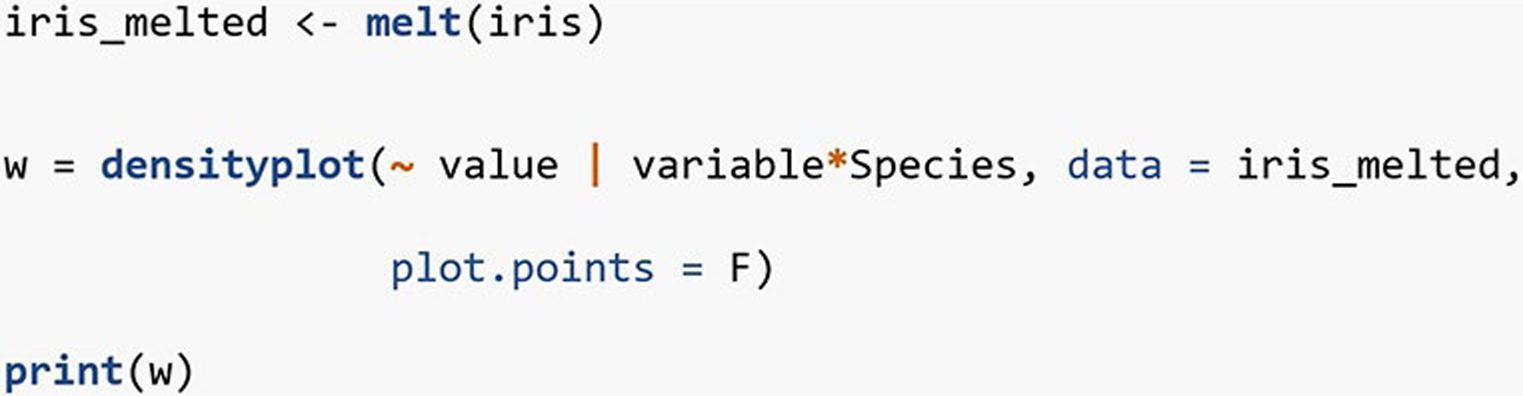 iris_melted <- melt(iris)
w = densityplot(~ value | variable*Species, data = iris_melted,
plot.points = F)
print(w)